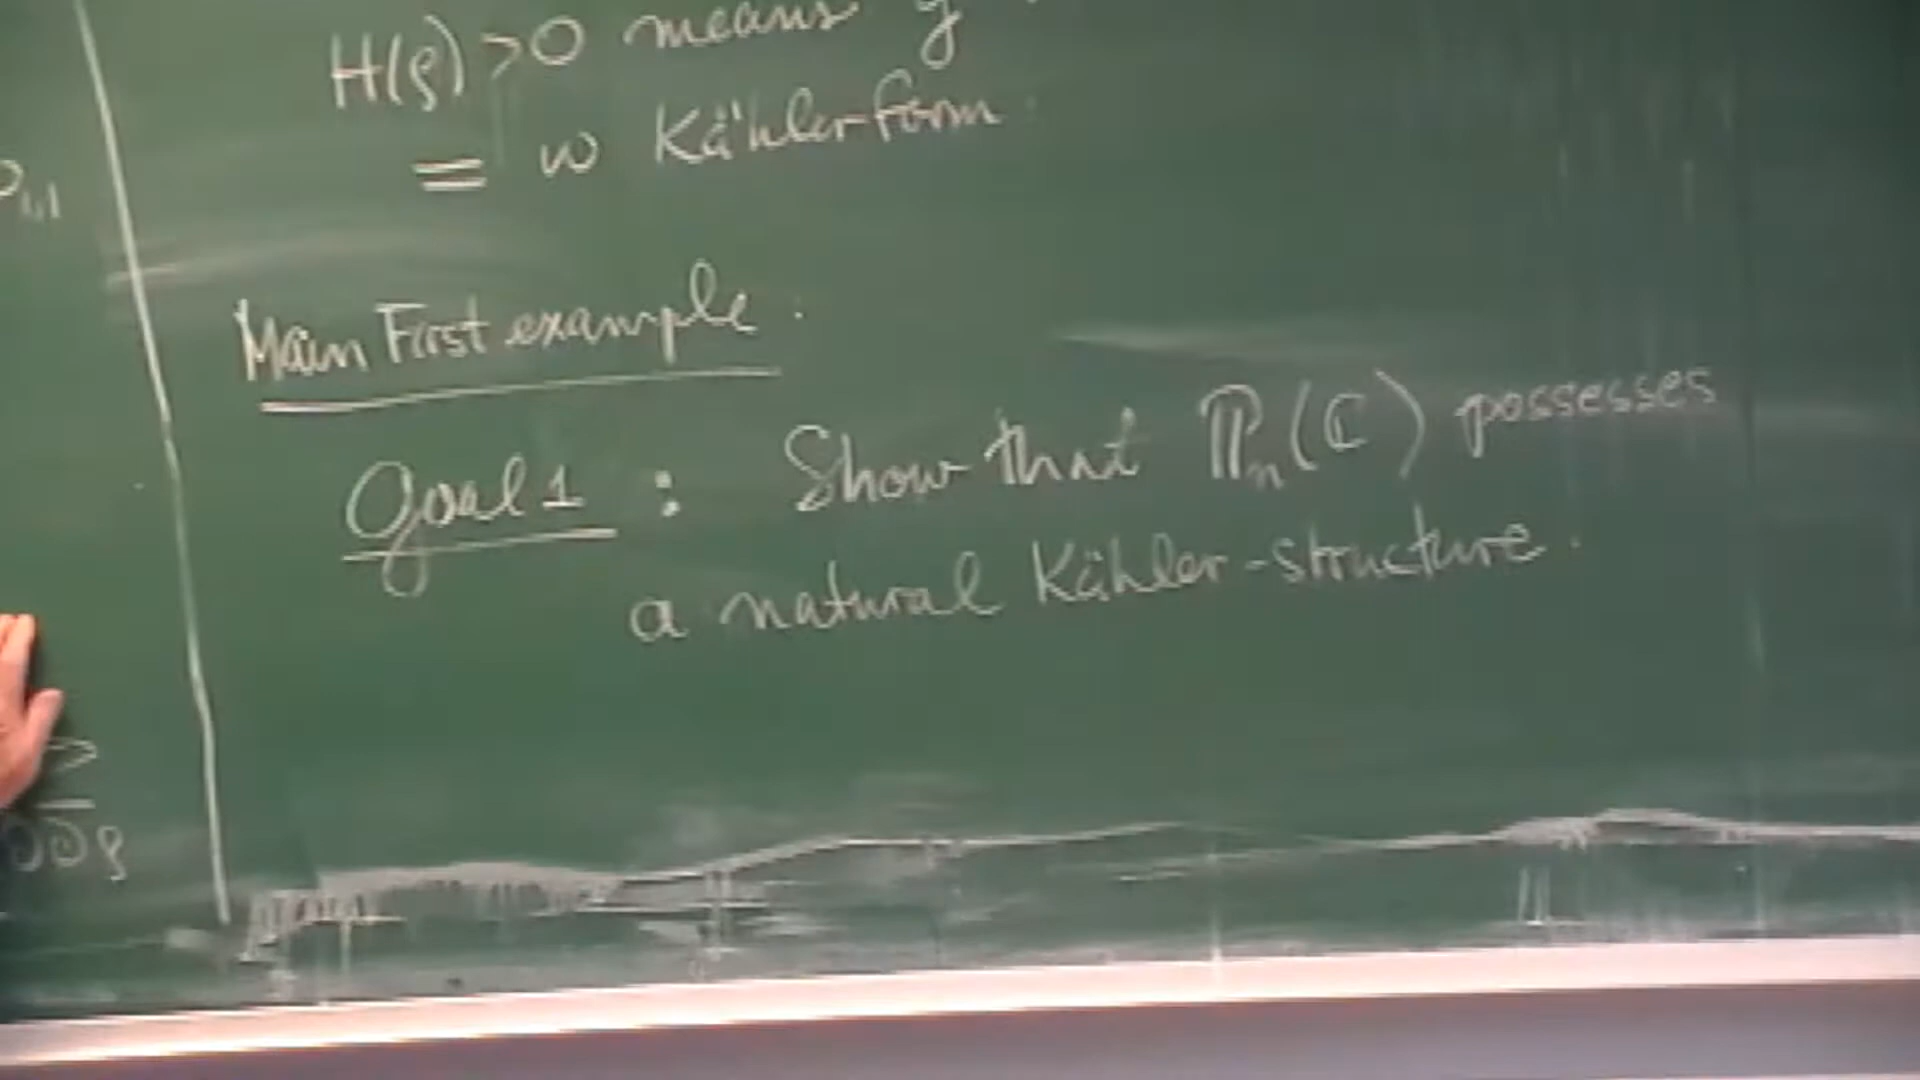 H(ρ) > 0 means g
= ω Kähler form.
Main First example:
Goal 1: Show that ℙₙ(ℂ) possesses
a natural Kähler-structure.
∂∂̄ρ